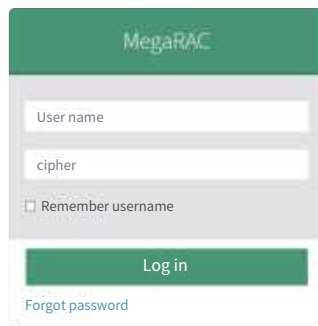 MegaRAC
User name
cipher
Remember username
Log in
Forgot password